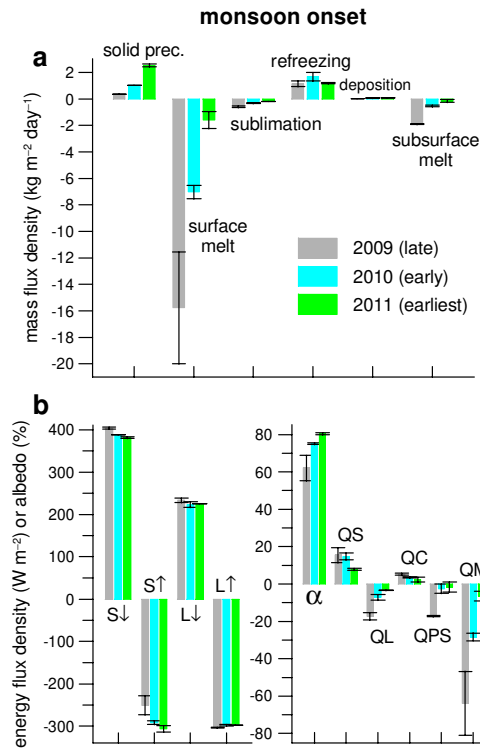 monsoon onset
a
solid prec.
refreezing
deposition
sublimation
subsurface
melt
surface
melt
mass flux density (kg m⁻² day⁻¹)
2
0
-2
-4
-6
-8
-10
-12
-14
-16
-18
-20
2009 (late)
2010 (early)
2011 (earliest)
b
energy flux density (W m⁻²) or albedo (%)
400
300
200
100
0
-100
-200
-300
S↓
S↑
L↓
L↑
80
60
40
20
0
-20
-40
-60
-80
α
QS
QL
QC
QPS